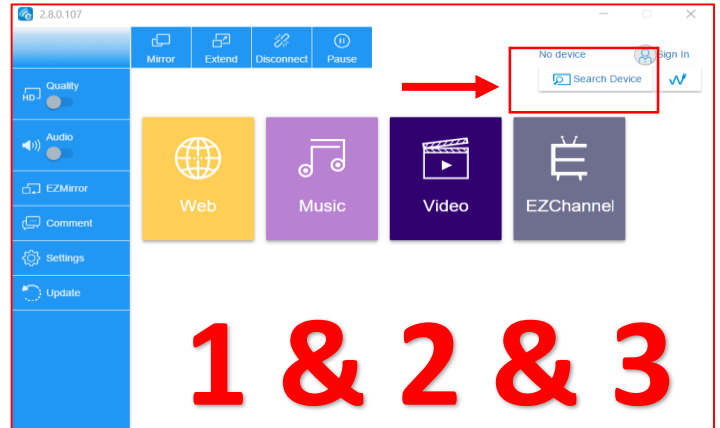 2.8.0.107
Mirror Extend Disconnect Pause
No device Sign In
Search Device
HD Quality
Audio
EZMirror
Comment
Settings
Update
Web Music Video EZChannel
1 & 2 & 3